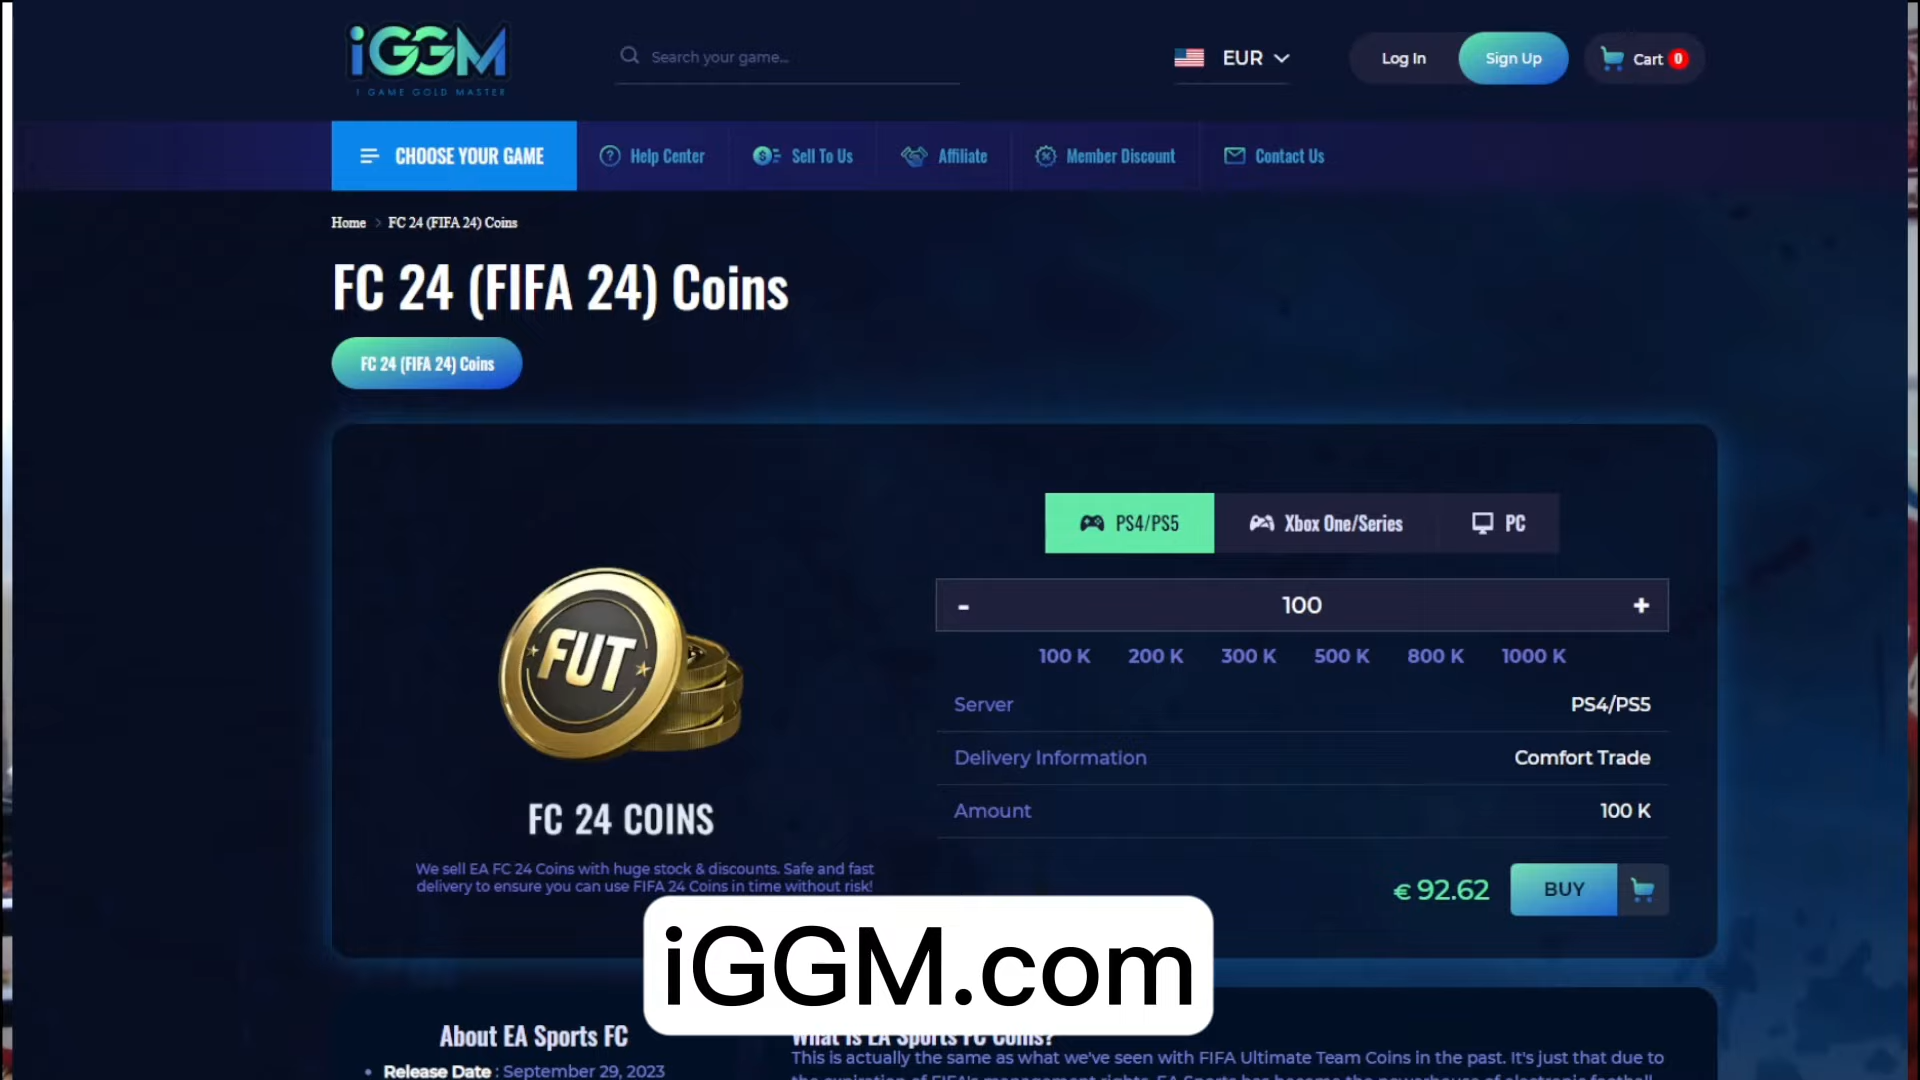 iGGM
I GAME GOLD MASTER
Search your game...
EUR
Log In
Sign Up
Cart 0
CHOOSE YOUR GAME
Help Center
Sell To Us
Affiliate
Member Discount
Contact Us
Home > FC 24 (FIFA 24) Coins
FC 24 (FIFA 24) Coins
FC 24 (FIFA 24) Coins
PS4/PS5
Xbox One/Series
PC
- 100 +
100 K 200 K 300 K 500 K 800 K 1000 K
Server PS4/PS5
Delivery Information Comfort Trade
Amount 100 K
€ 92.62
BUY
FUT
FC 24 COINS
We sell EA FC 24 Coins with huge stock & discounts. Safe and fast
delivery to ensure you can use FIFA 24 Coins in time without risk!
iGGM.com
About EA Sports FC
• Release Date : September 29, 2023
What Is EA Sports FC Coins?
This is actually the same as what we've seen with FIFA Ultimate Team Coins in the past. It's just that due to